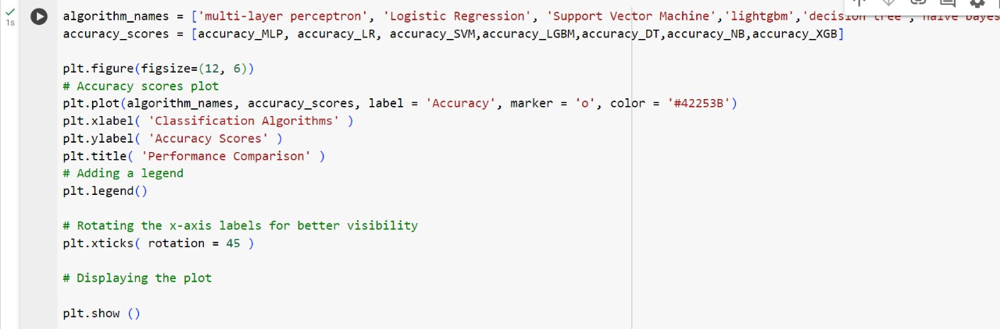 algorithm_names = ['multi-layer perceptron', 'Logistic Regression', 'Support Vector Machine','lightgbm','decision tree', 'naive bayes
1s
accuracy_scores = [accuracy_MLP, accuracy_LR, accuracy_SVM,accuracy_LGBM,accuracy_DT,accuracy_NB,accuracy_XGB]
plt.figure(figsize=(12, 6))
# Accuracy scores plot
plt.plot(algorithm_names, accuracy_scores, label = 'Accuracy', marker = 'o', color = '#42253B')
plt.xlabel( 'Classification Algorithms' )
plt.ylabel( 'Accuracy Scores' )
plt.title( 'Performance Comparison' )
# Adding a legend
plt.legend()
# Rotating the x-axis labels for better visibility
plt.xticks( rotation = 45 )
# Displaying the plot
plt.show ()